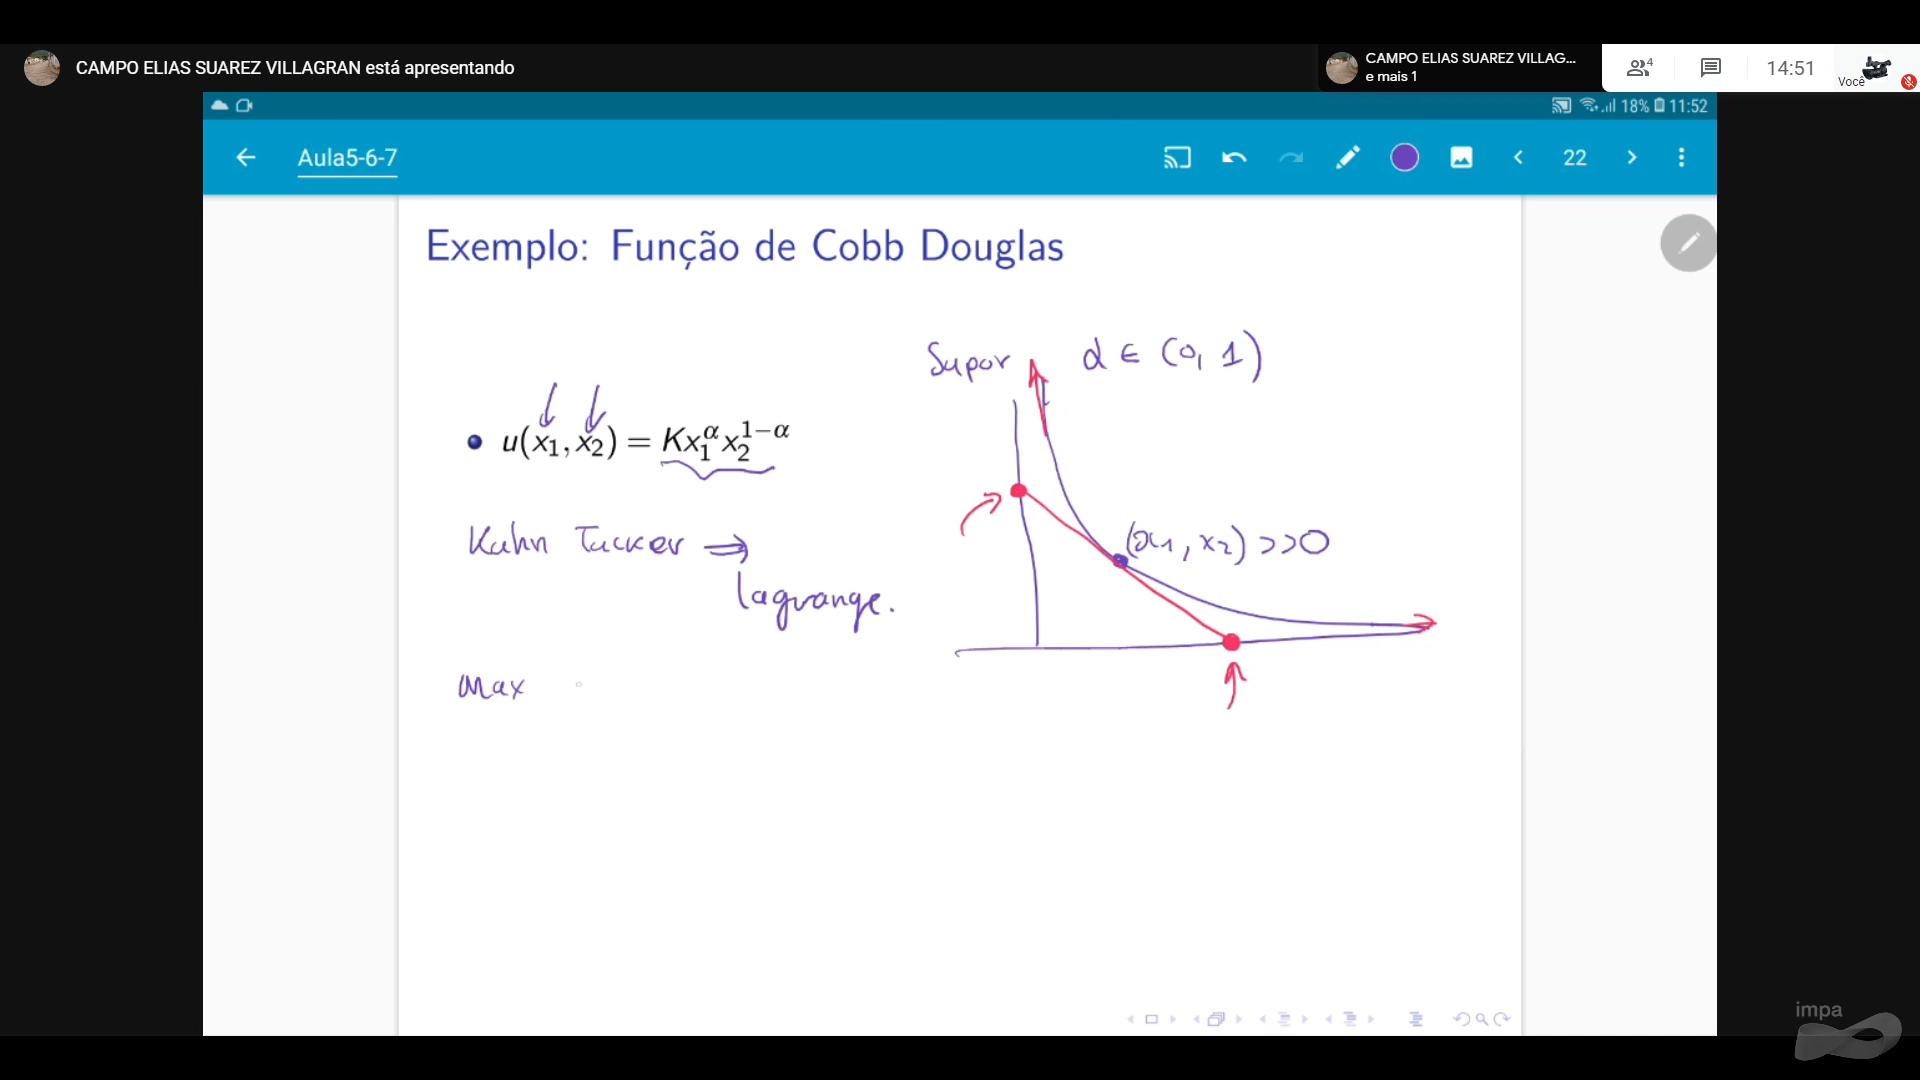 CAMPO ELIAS SUAREZ VILLAGRAN está apresentando
CAMPO ELIAS SUAREZ VILLAG...
e mais 1
4
14:51
Você
18% 11:52
Aula5-6-7
22
Exemplo: Função de Cobb Douglas
Supor α ∈ (0, 1)
u(x₁, x₂) = Kx₁^α x₂^{1−α}
Kahn Tucker ⇒
lagrange.
(x₁, x₂) >>0
Max
impa